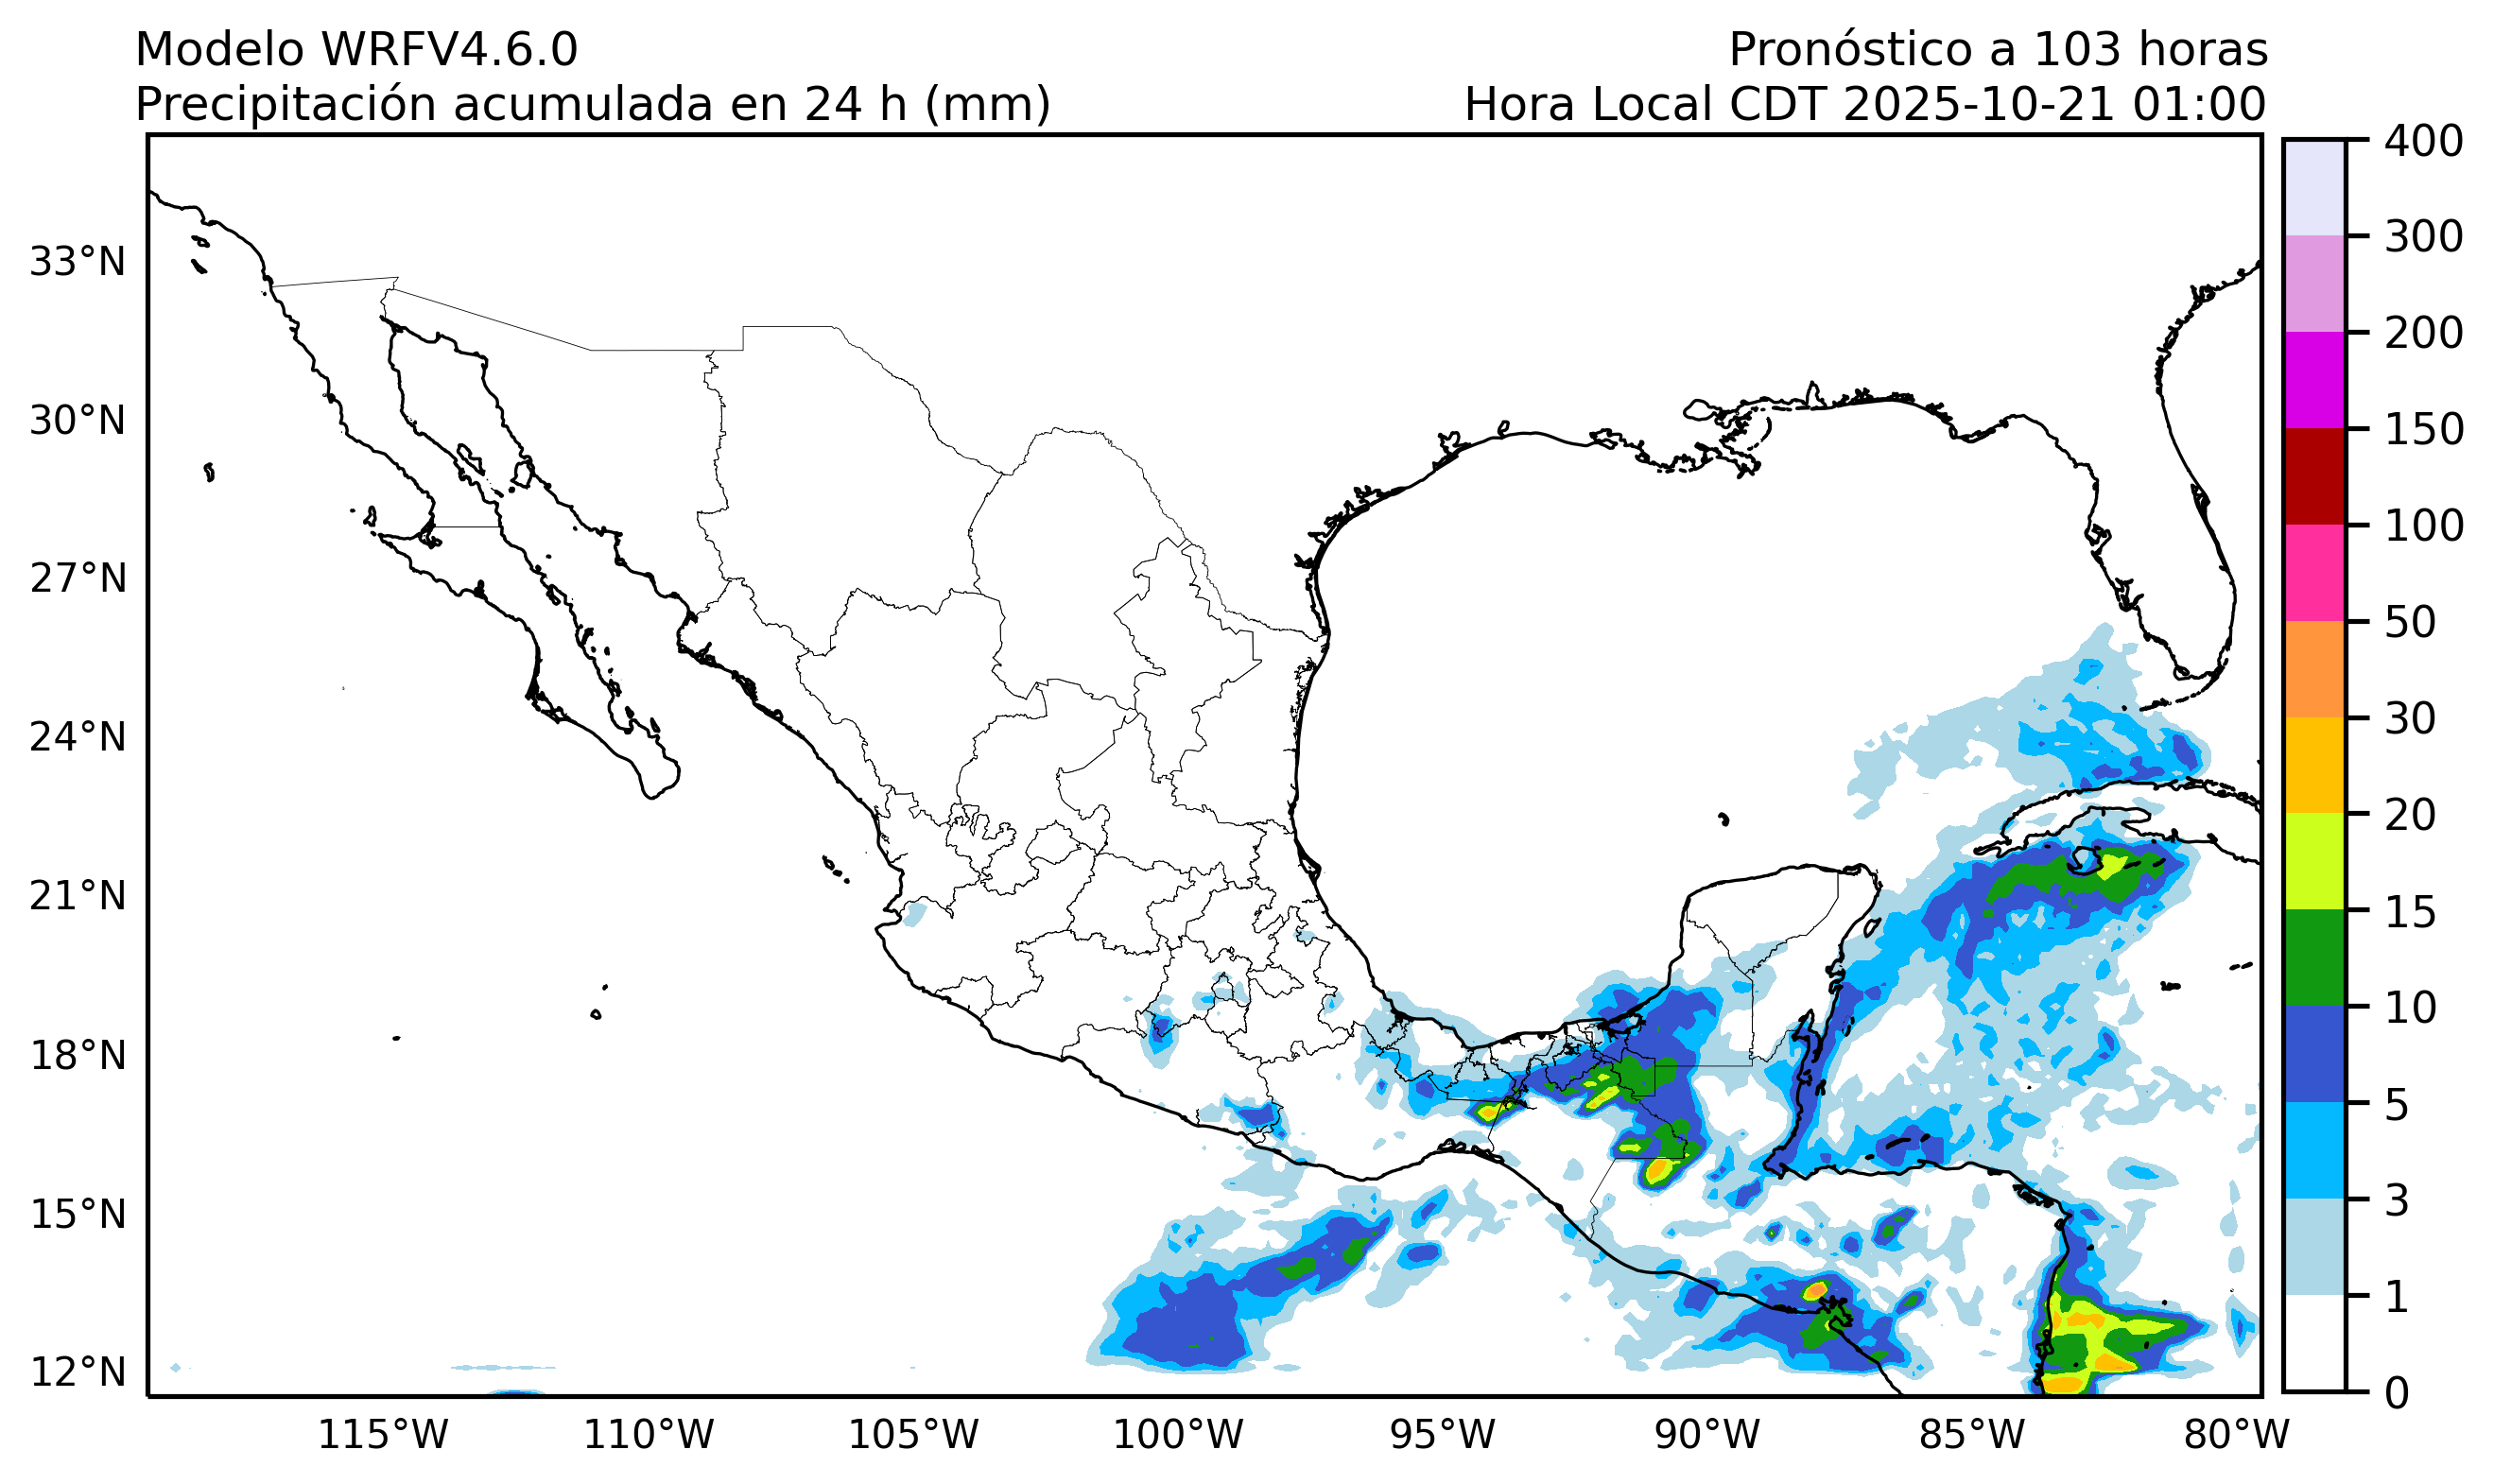 Modelo WRFV4.6.0
Pronóstico a 103 horas
Precipitación acumulada en 24 h (mm)
Hora Local CDT 2025-10-21 01:00
33°N
30°N
27°N
24°N
21°N
18°N
15°N
12°N
115°W
110°W
105°W
100°W
95°W
90°W
85°W
80°W
400
300
200
150
100
50
30
20
15
10
5
3
1
0